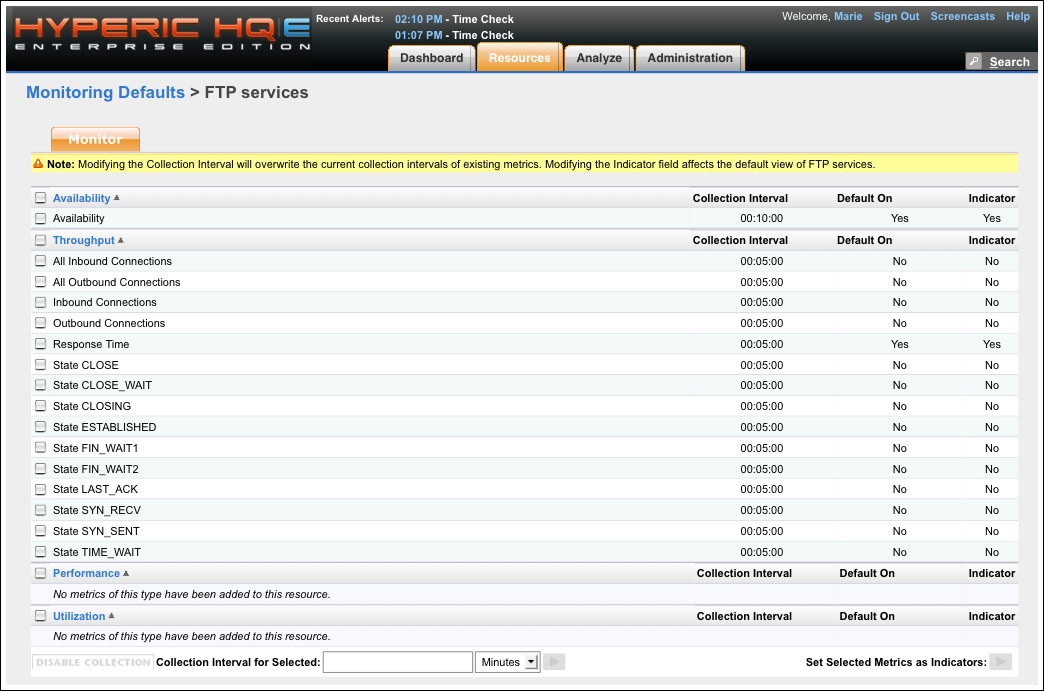 HYPERIC HQE
ENTERPRISE EDITION
Recent Alerts: 02:10 PM - Time Check
01:07 PM - Time Check
Welcome, Marie Sign Out Screencasts Help
Dashboard Resources Analyze Administration
Search
Monitoring Defaults > FTP services
Monitor
Note: Modifying the Collection Interval will overwrite the current collection intervals of existing metrics. Modifying the Indicator field affects the default view of FTP services.
Availability Collection Interval Default On Indicator
Availability 00:10:00 Yes Yes
Throughput Collection Interval Default On Indicator
All Inbound Connections 00:05:00 No No
All Outbound Connections 00:05:00 No No
Inbound Connections 00:05:00 No No
Outbound Connections 00:05:00 No No
Response Time 00:05:00 Yes Yes
State CLOSE 00:05:00 No No
State CLOSE_WAIT 00:05:00 No No
State CLOSING 00:05:00 No No
State ESTABLISHED 00:05:00 No No
State FIN_WAIT1 00:05:00 No No
State FIN_WAIT2 00:05:00 No No
State LAST_ACK 00:05:00 No No
State SYN_RECV 00:05:00 No No
State SYN_SENT 00:05:00 No No
State TIME_WAIT 00:05:00 No No
Performance Collection Interval Default On Indicator
No metrics of this type have been added to this resource.
Utilization Collection Interval Default On Indicator
No metrics of this type have been added to this resource.
DISABLE COLLECTION Collection Interval for Selected: Minutes Set Selected Metrics as Indicators: